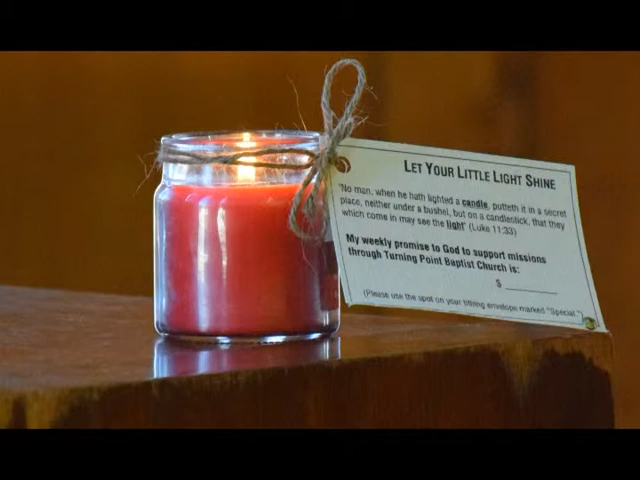 LET YOUR LITTLE LIGHT SHINE
"No man, when he hath lighted a candle, putteth it in a secret
place, neither under a bushel, but on a candlestick, that they
which come in may see the light" (Luke 11:33)
My weekly promise to God to support missions
through Turning Point Baptist Church is:
$ ________
(Please use the spot on your tithing envelope marked "Special.")